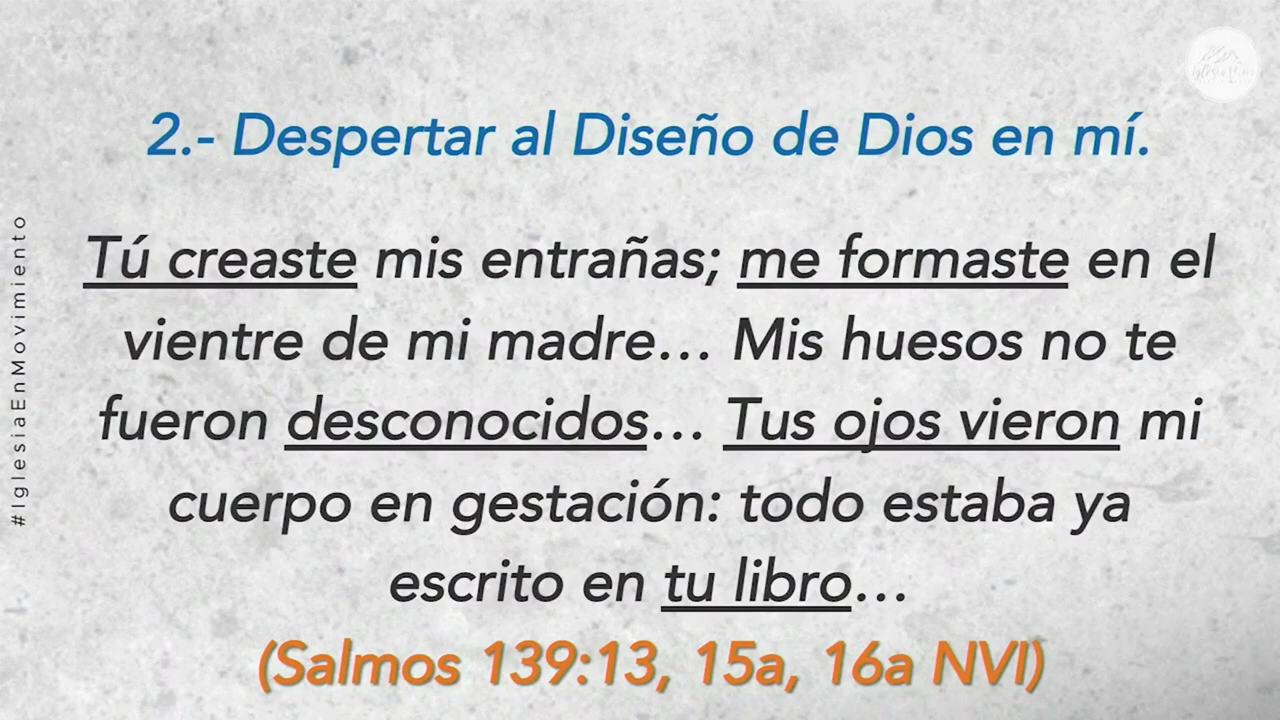 2.- Despertar al Diseño de Dios en mí.
Tú creaste mis entrañas; me formaste en el
vientre de mi madre... Mis huesos no te
fueron desconocidos... Tus ojos vieron mi
cuerpo en gestación: todo estaba ya
escrito en tu libro...
(Salmos 139:13, 15a, 16a NVI)
#IglesiaEnMovimiento